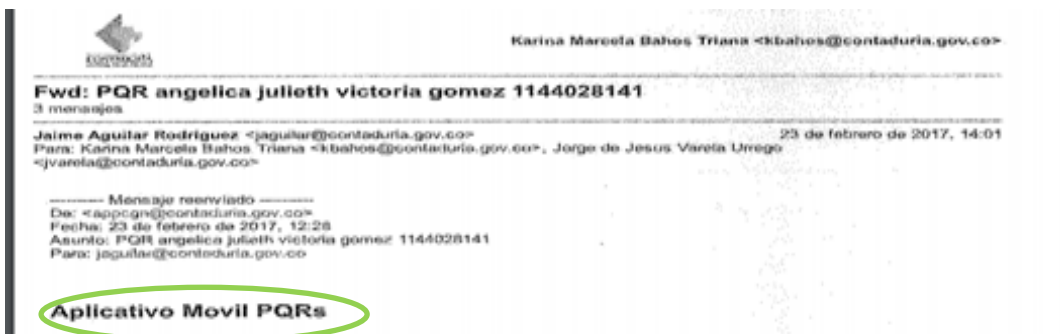 Karina Marcela Bahos Triana <kbahos@contaduria.gov.co>
Fwd: PQR angelica julieth victoria gomez 1144028141
3 mensajes
Jaime Aguilar Rodriguez <jaguilar@contaduria.gov.co>
23 de febrero de 2017, 14:01
Para: Karina Marcela Bahos Triana <kbahos@contaduria.gov.co>, Jorge de Jesus Varela Urrego
<jvarela@contaduria.gov.co>
---------- Mensaje reenviado ----------
De: <appcgn@contaduria.gov.co>
Fecha: 23 de febrero de 2017, 12:28
Asunto: PQR angelica julieth victoria gomez 1144028141
Para: jaguilar@contaduria.gov.co
Aplicativo Movil PQRs